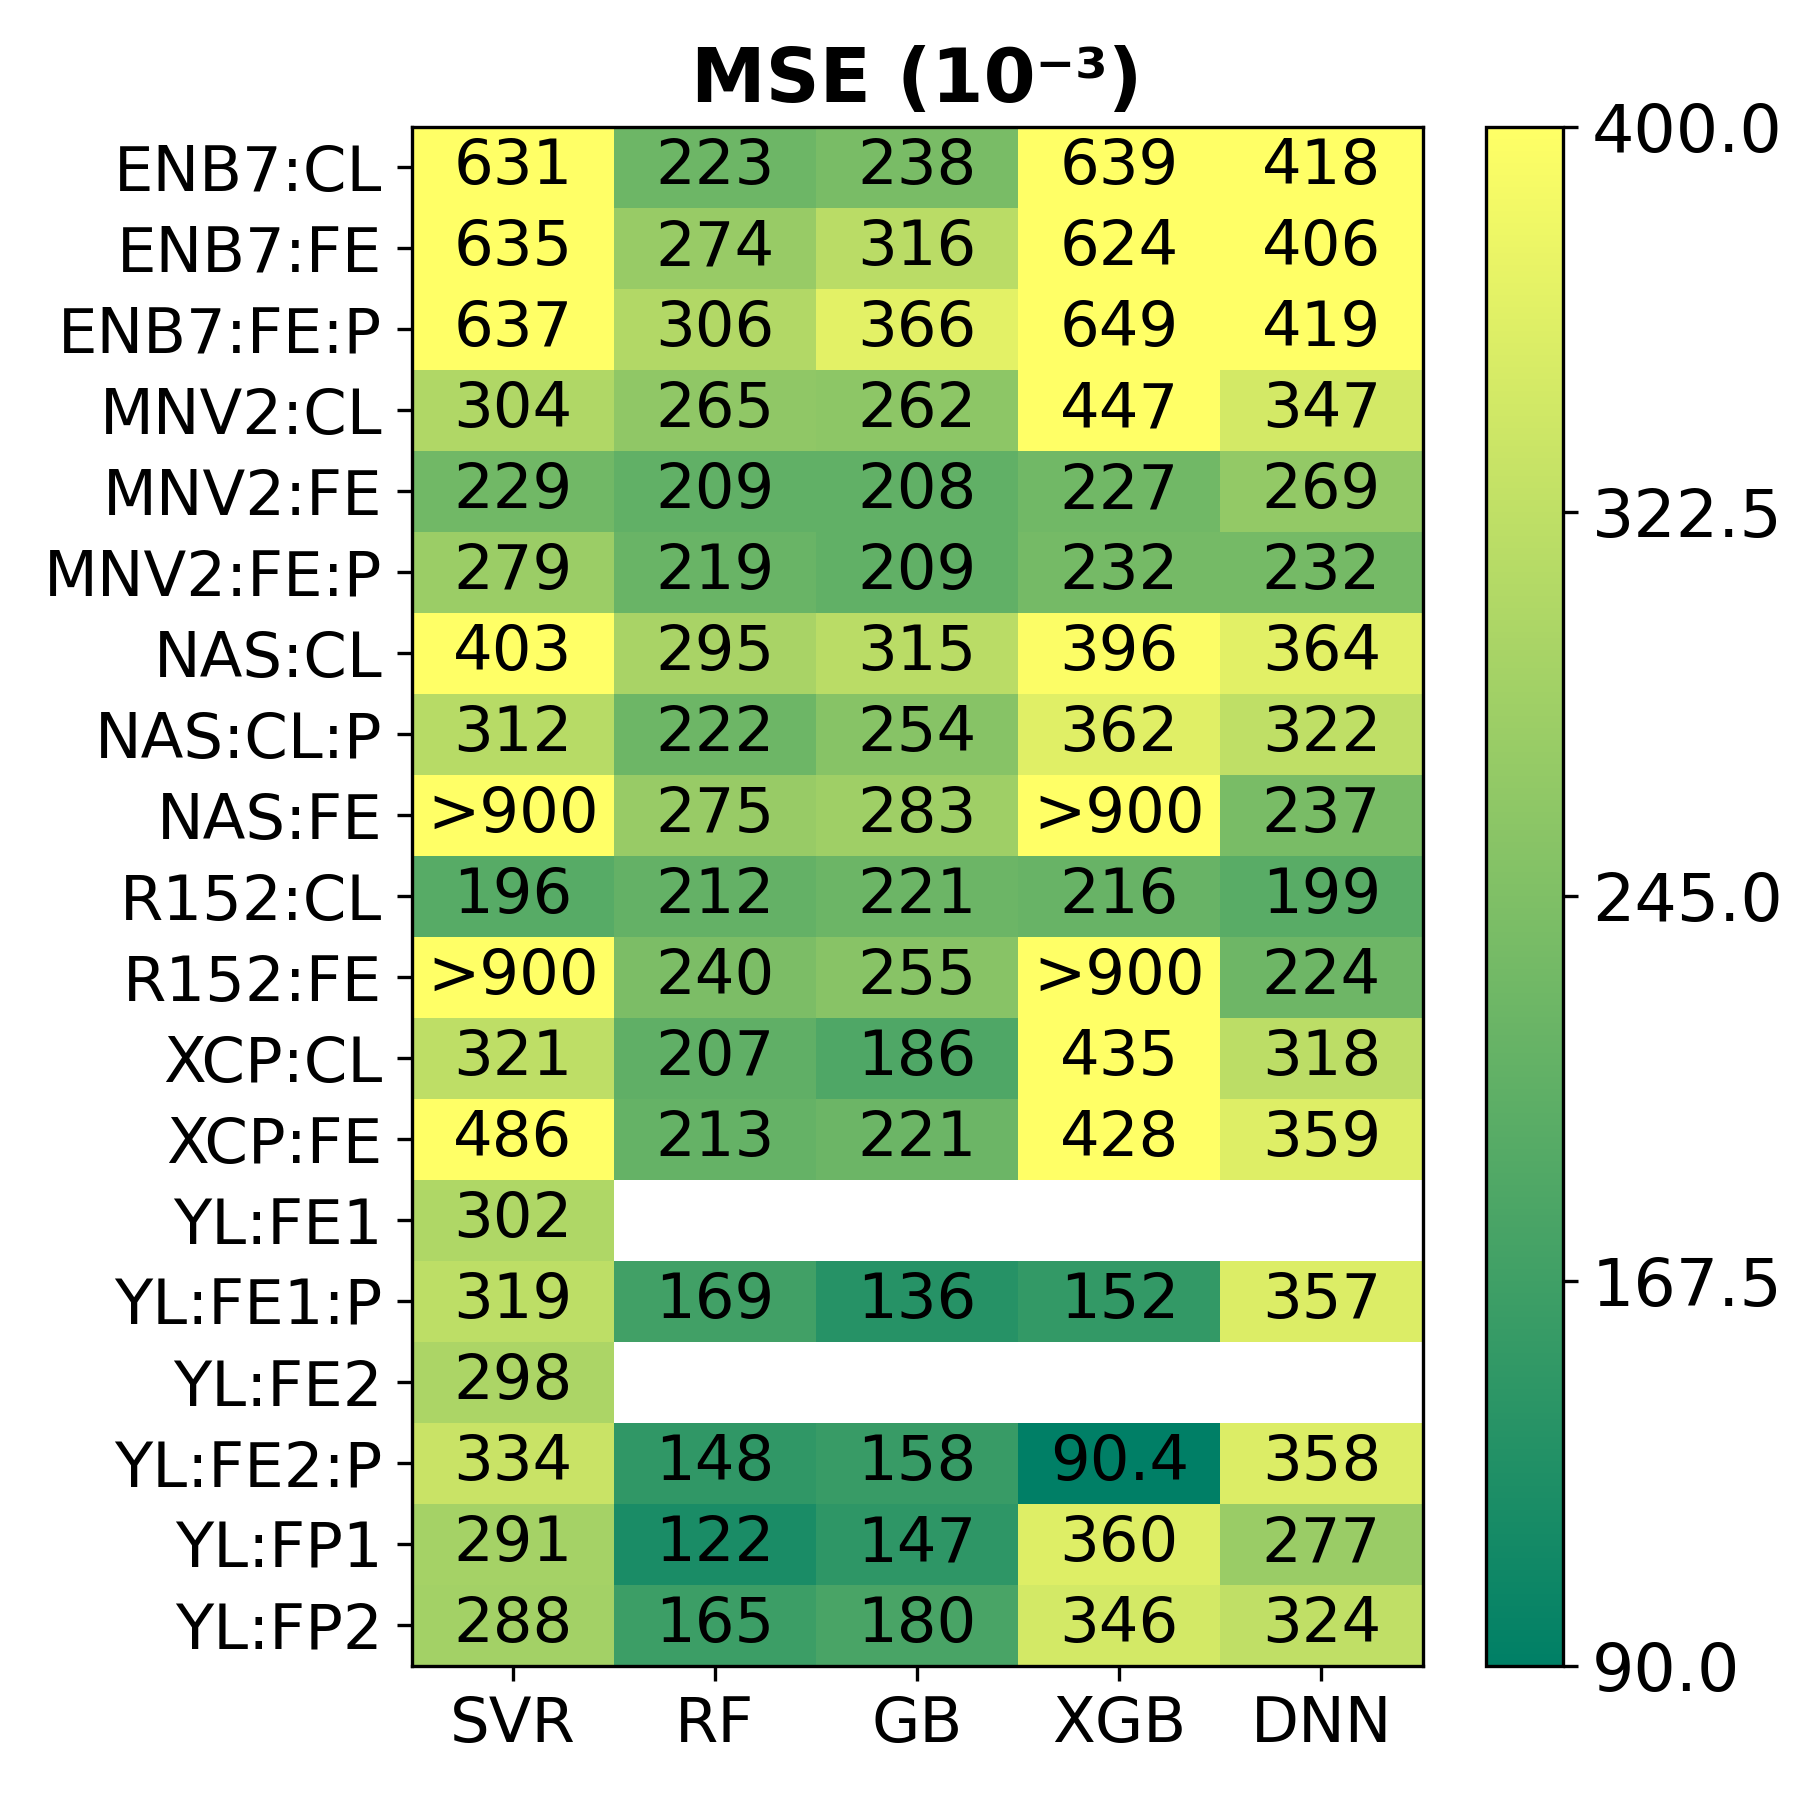 MSE (10⁻³)
ENB7:CL 631 223 238 639 418
ENB7:FE 635 274 316 624 406
ENB7:FE:P 637 306 366 649 419
MNV2:CL 304 265 262 447 347
MNV2:FE 229 209 208 227 269
MNV2:FE:P 279 219 209 232 232
NAS:CL 403 295 315 396 364
NAS:CL:P 312 222 254 362 322
NAS:FE >900 275 283 >900 237
R152:CL 196 212 221 216 199
R152:FE >900 240 255 >900 224
XCP:CL 321 207 186 435 318
XCP:FE 486 213 221 428 359
YL:FE1 302
YL:FE1:P 319 169 136 152 357
YL:FE2 298
YL:FE2:P 334 148 158 90.4 358
YL:FP1 291 122 147 360 277
YL:FP2 288 165 180 346 324
SVR RF GB XGB DNN
400.0
322.5
245.0
167.5
90.0